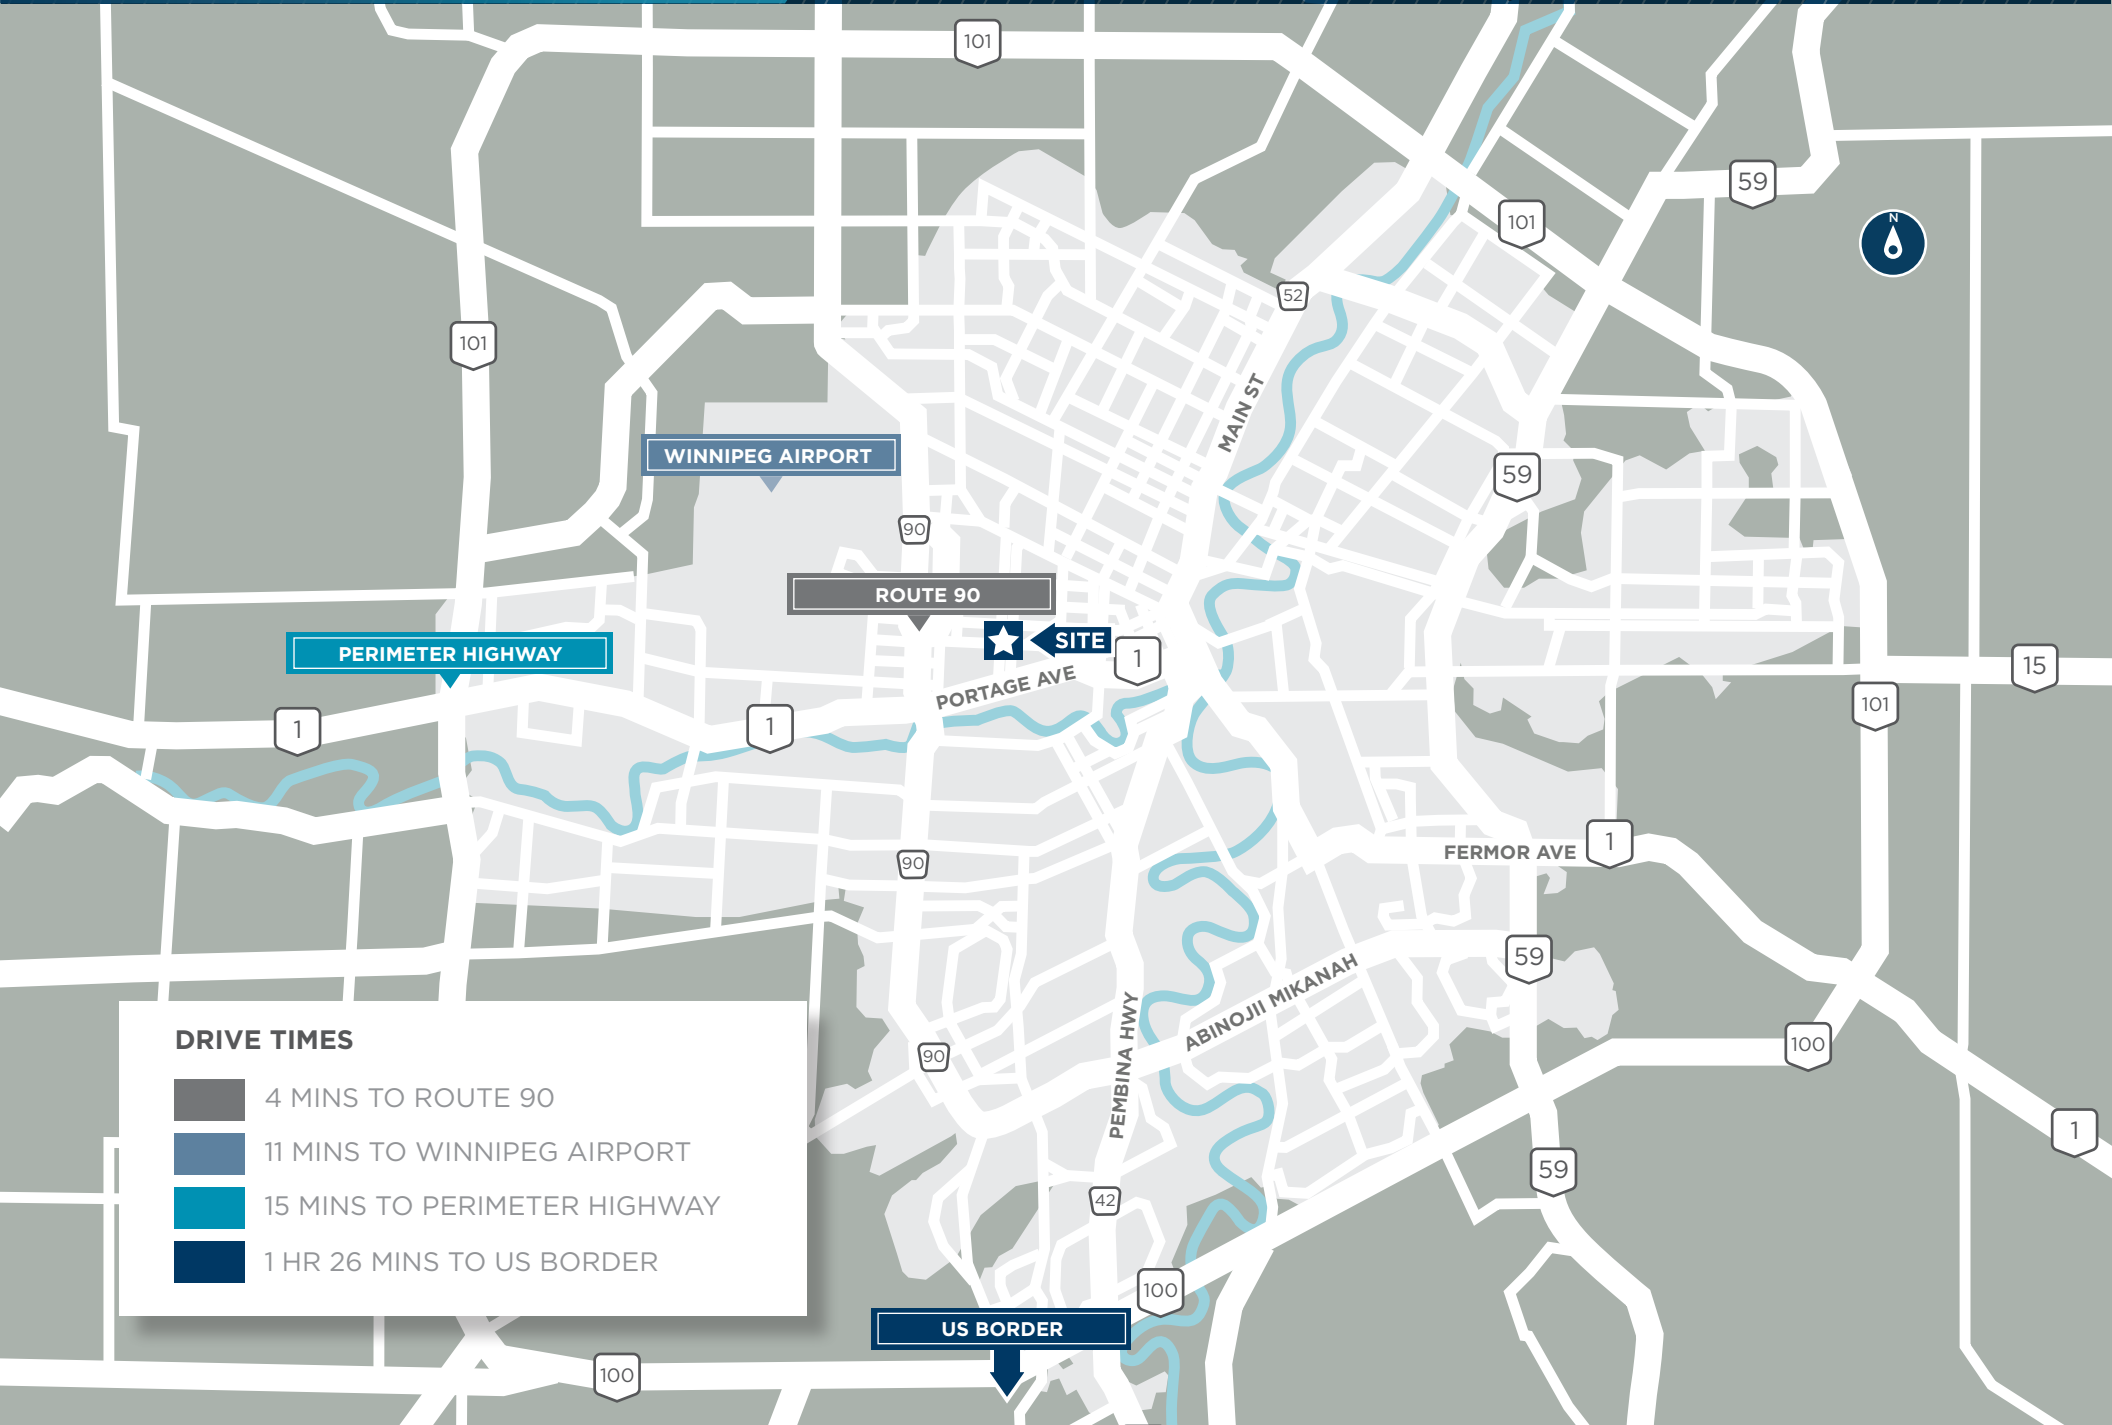 101
59
N
101
52
101
MAIN ST
WINNIPEG AIRPORT
59
90
ROUTE 90
SITE
PERIMETER HIGHWAY
1
15
PORTAGE AVE
101
1
1
FERMOR AVE
1
90
59
ABINOJII MIKANAH
PEMBINA HWY
90
100
1
59
42
100
US BORDER
100
DRIVE TIMES
4 MINS TO ROUTE 90
11 MINS TO WINNIPEG AIRPORT
15 MINS TO PERIMETER HIGHWAY
1 HR 26 MINS TO US BORDER